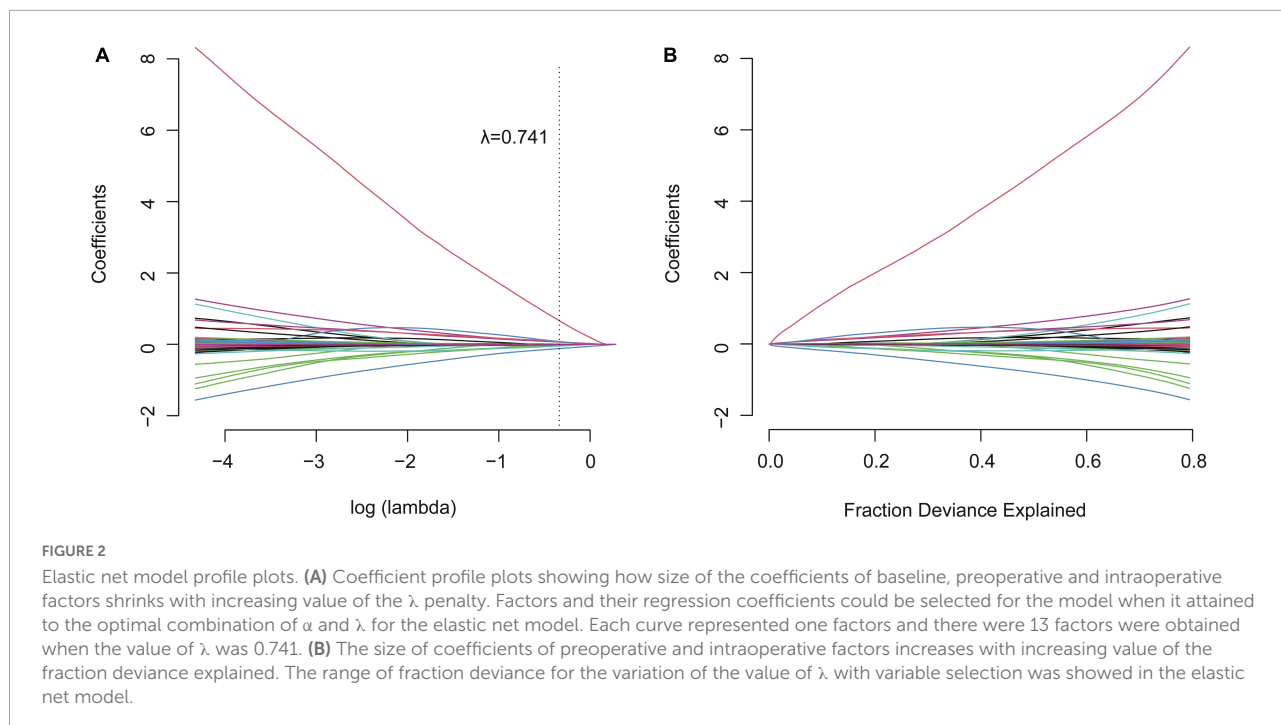 A
8
6
4
2
0
−2
Coefficients
λ=0.741
−4 −3 −2 −1 0
log (lambda)
B
8
6
4
2
0
−2
Coefficients
0.0 0.2 0.4 0.6 0.8
Fraction Deviance Explained
FIGURE 2
Elastic net model profile plots. (A) Coefficient profile plots showing how size of the coefficients of baseline, preoperative and intraoperative
factors shrinks with increasing value of the λ penalty. Factors and their regression coefficients could be selected for the model when it attained
to the optimal combination of α and λ for the elastic net model. Each curve represented one factors and there were 13 factors were obtained
when the value of λ was 0.741. (B) The size of coefficients of preoperative and intraoperative factors increases with increasing value of the
fraction deviance explained. The range of fraction deviance for the variation of the value of λ with variable selection was showed in the elastic
net model.